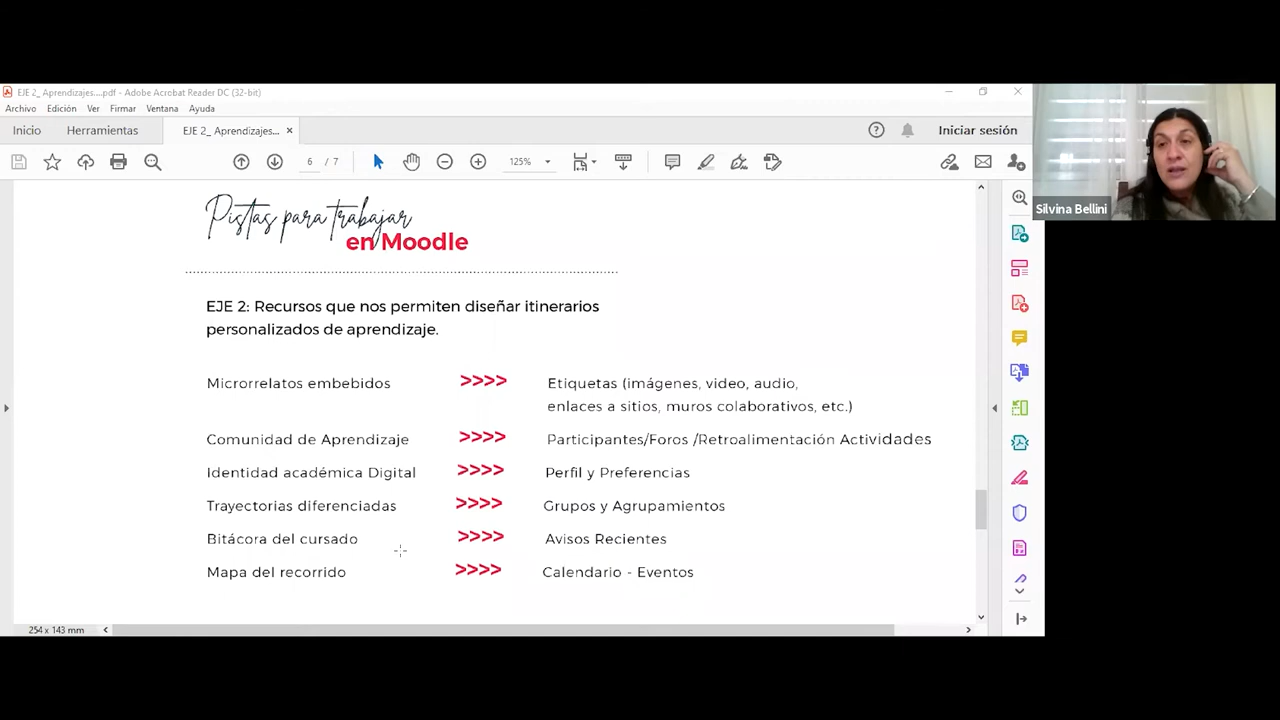 EJE 2_ Aprendizajes....pdf - Adobe Acrobat Reader DC (32-bit)
Archivo Edición Ver Firmar Ventana Ayuda
Inicio Herramientas EJE 2_ Aprendizajes... × Iniciar sesión
6 / 7 125%
Silvina Bellini
Pistas para trabajar
en Moodle
EJE 2: Recursos que nos permiten diseñar itinerarios
personalizados de aprendizaje.
Microrrelatos embebidos >>>> Etiquetas (imágenes, video, audio,
enlaces a sitios, muros colaborativos, etc.)
Comunidad de Aprendizaje >>>> Participantes/Foros /Retroalimentación Actividades
Identidad académica Digital >>>> Perfil y Preferencias
Trayectorias diferenciadas >>>> Grupos y Agrupamientos
Bitácora del cursado >>>> Avisos Recientes
Mapa del recorrido >>>> Calendario - Eventos
254 x 143 mm